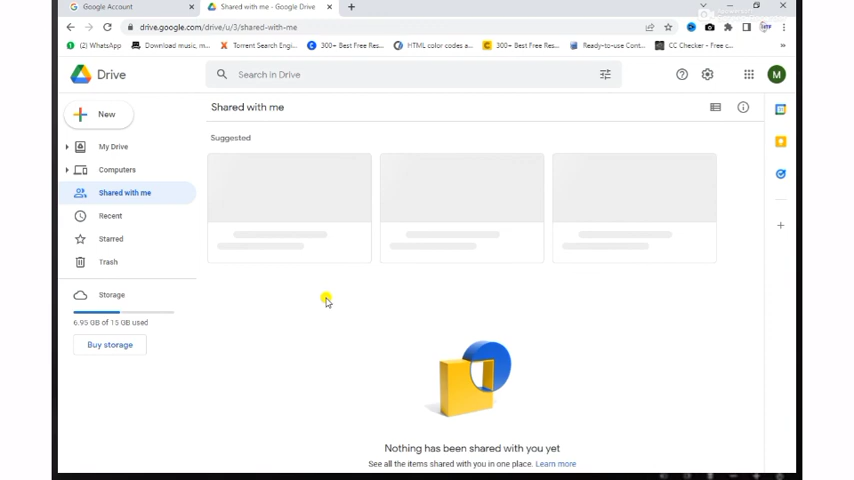 Google Account
Shared with me - Google Drive
drive.google.com/drive/u/3/shared-with-me
(2) WhatsApp
Download music, m...
Torrent Search Engi...
300+ Best Free Res...
HTML color codes a...
300+ Best Free Res...
Ready-to-use Cont...
CC Checker - Free c...
Drive
Search in Drive
M
New
Shared with me
My Drive
Suggested
Computers
Shared with me
Recent
Starred
Trash
Storage
6.95 GB of 15 GB used
Buy storage
Nothing has been shared with you yet
See all the items shared with you in one place. Learn more